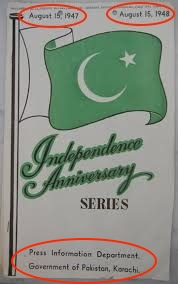 August 15, 1947 August 15, 1948
Independence
Anniversary
SERIES
Press Information Department,
Government of Pakistan, Karachi.